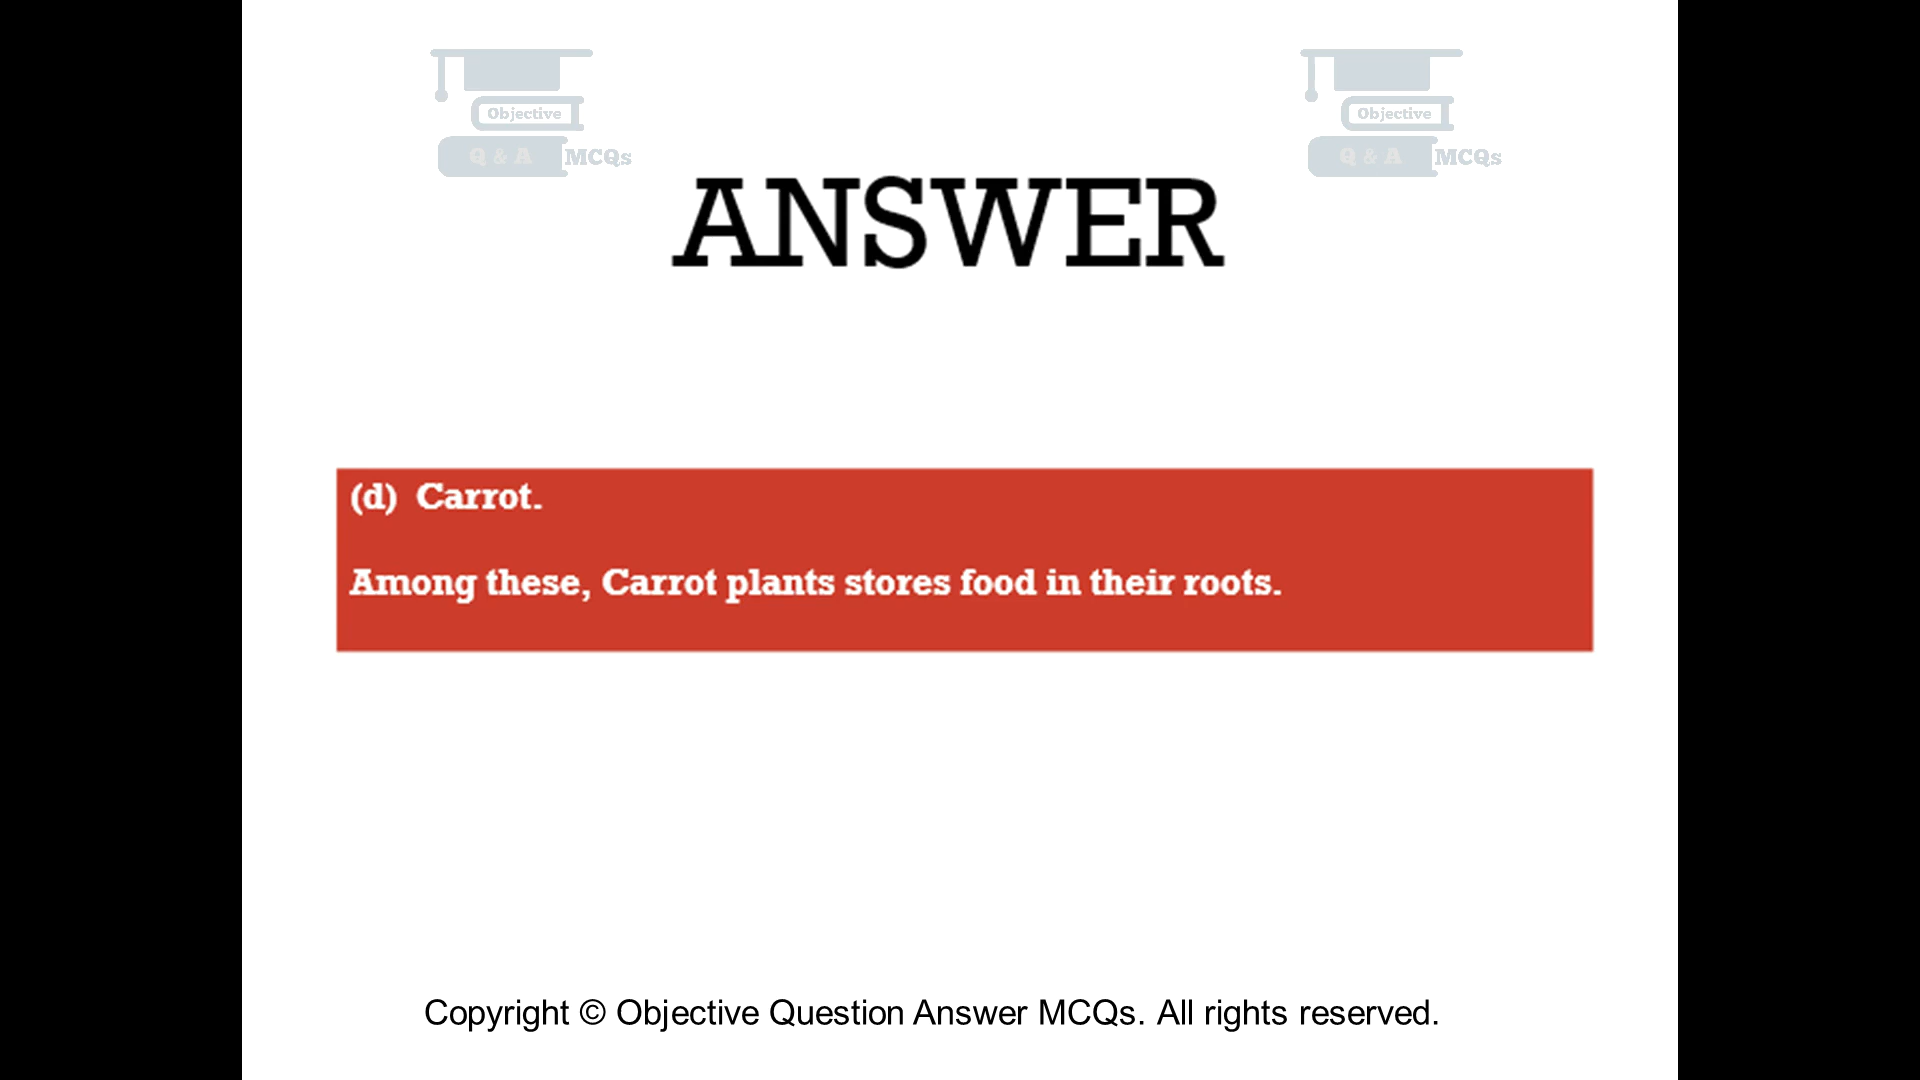 Objective
Q & A MCQs
Objective
Q & A MCQs
ANSWER
(d) Carrot.
Among these, Carrot plants stores food in their roots.
Copyright © Objective Question Answer MCQs. All rights reserved.